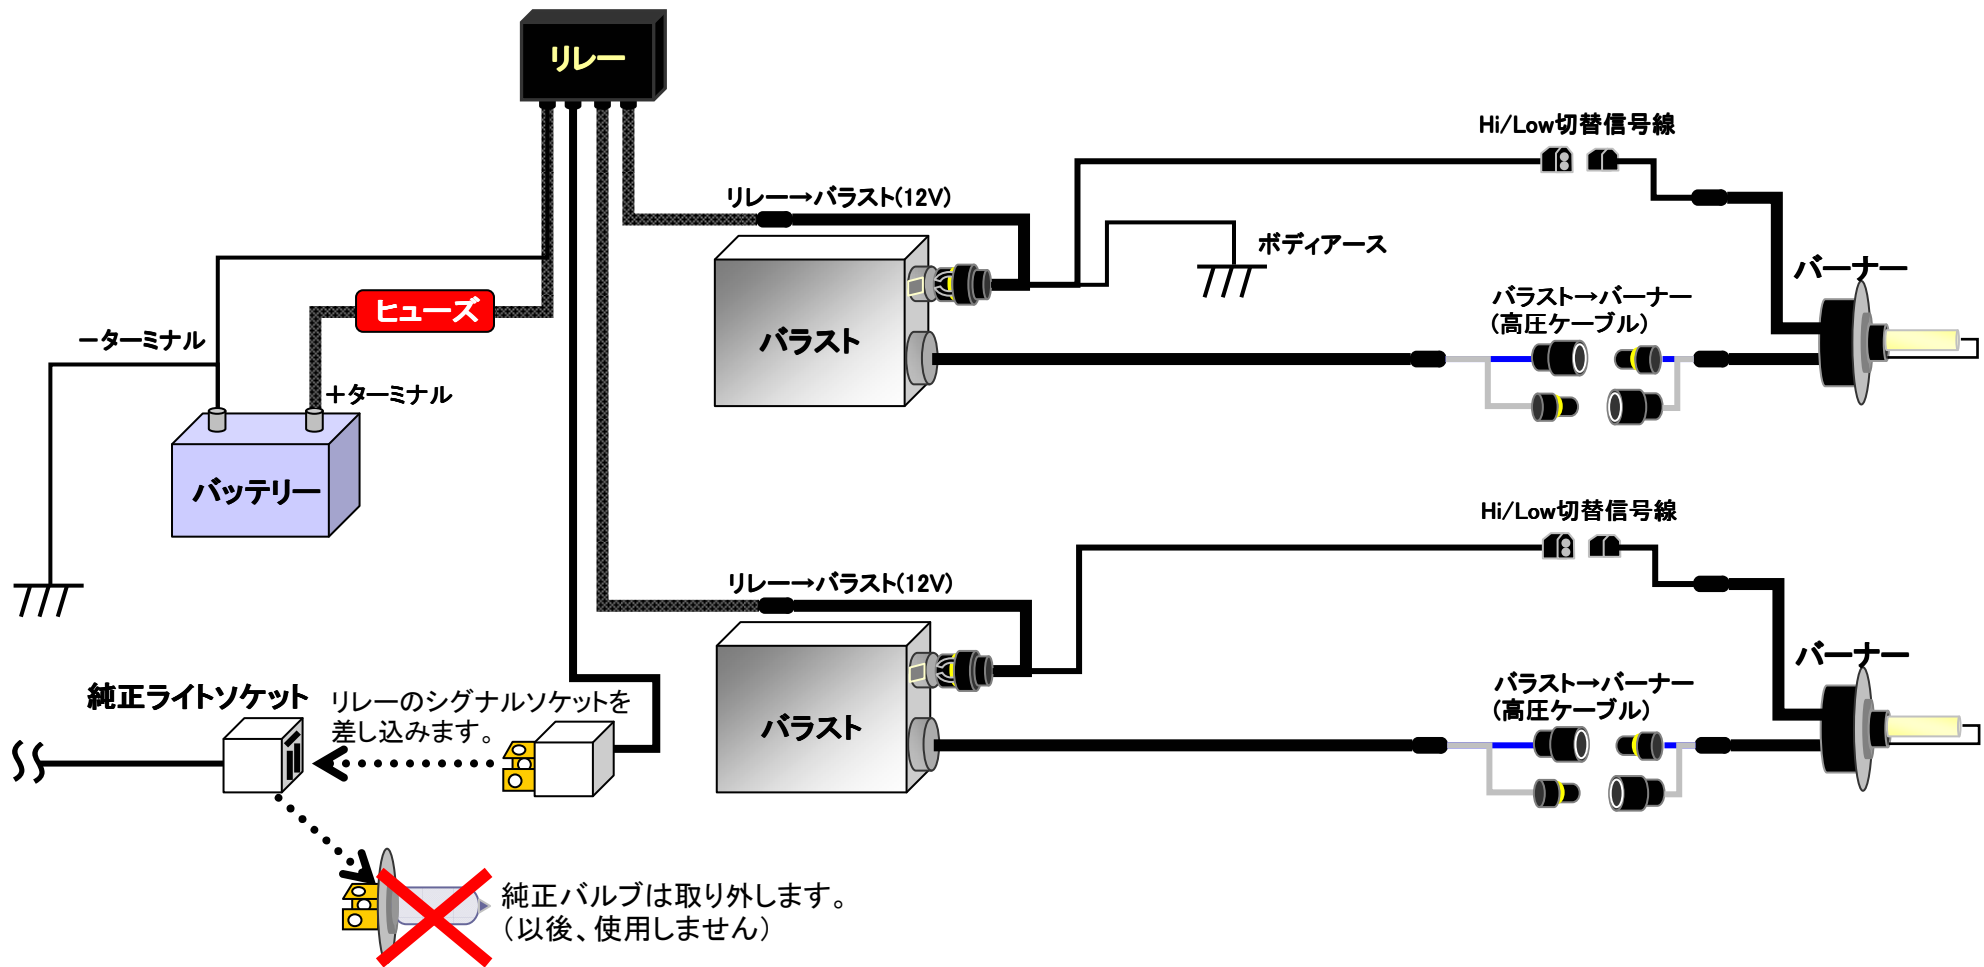 リレー
Hi/Low切替信号線
リレー→バラスト(12V)
ボディアース
バーナー
バラスト→バーナー
(高圧ケーブル)
ヒューズ
バラスト
－ターミナル
＋ターミナル
バッテリー
Hi/Low切替信号線
リレー→バラスト(12V)
バーナー
バラスト→バーナー
(高圧ケーブル)
バラスト
純正ライトソケット
リレーのシグナルソケットを
差し込みます。
純正バルブは取り外します。
（以後、使用しません）